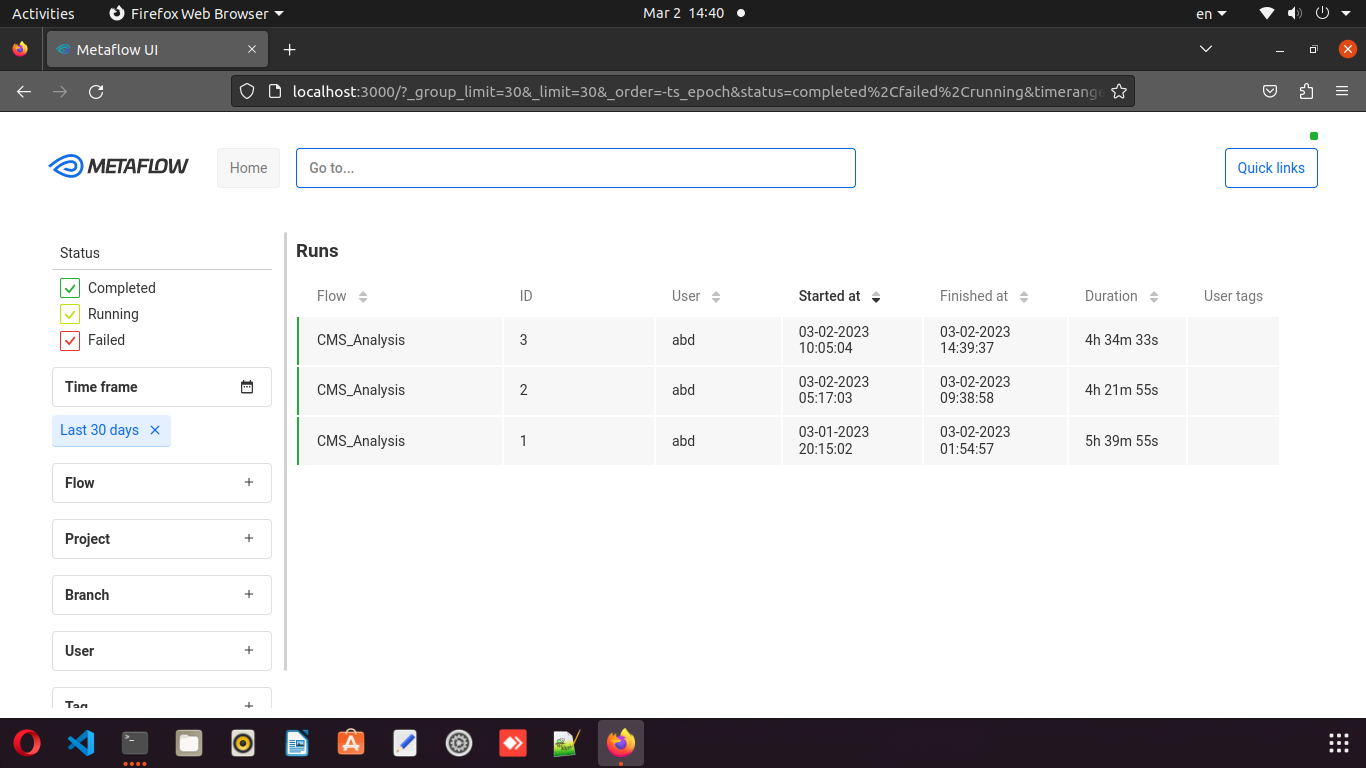 Activities Firefox Web Browser Mar 2 14:40 en
Metaflow UI
localhost:3000/?_group_limit=30&_limit=30&_order=-ts_epoch&status=completed%2Cfailed%2Crunning&timerange
METAFLOW Home Go to... Quick links
Status
Completed
Running
Failed
Time frame
Last 30 days
Flow
Project
Branch
User
Tag
Runs
Flow ID User Started at Finished at Duration User tags
CMS_Analysis 3 abd 03-02-2023 10:05:04 03-02-2023 14:39:37 4h 34m 33s
CMS_Analysis 2 abd 03-02-2023 05:17:03 03-02-2023 09:38:58 4h 21m 55s
CMS_Analysis 1 abd 03-01-2023 20:15:02 03-02-2023 01:54:57 5h 39m 55s